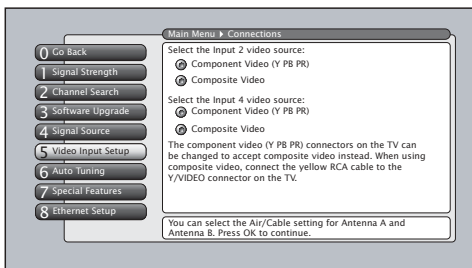 Main Menu ▶ Connections
0 Go Back
1 Signal Strength
2 Channel Search
3 Software Upgrade
4 Signal Source
5 Video Input Setup
6 Auto Tuning
7 Special Features
8 Ethernet Setup
Select the Input 2 video source:
Component Video (Y PB PR)
Composite Video
Select the Input 4 video source:
Component Video (Y PB PR)
Composite Video
The component video (Y PB PR) connectors on the TV can
be changed to accept composite video instead. When using
composite video, connect the yellow RCA cable to the
Y/VIDEO connector on the TV.
You can select the Air/Cable setting for Antenna A and
Antenna B. Press OK to continue.